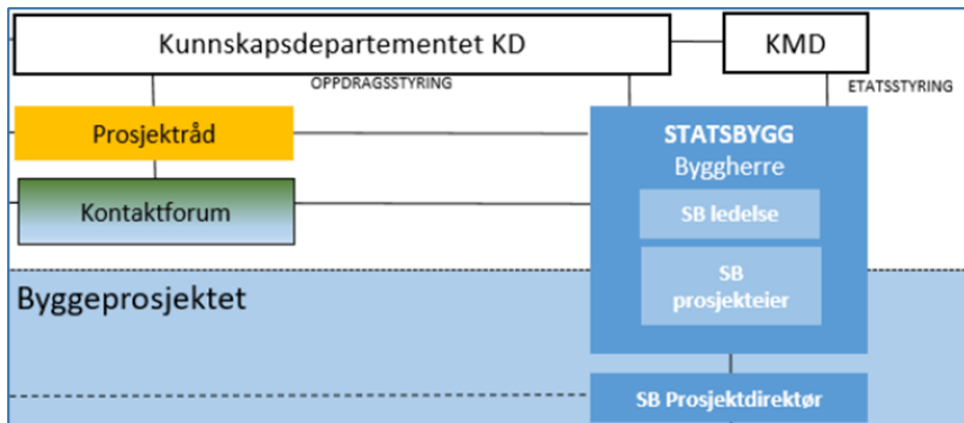 Kunnskapsdepartementet KD
KMD
OPPDRAGSSTYRING
ETATSSTYRING
Prosjektråd
STATSBYGG
Byggherre
Kontaktforum
SB ledelse
SB
prosjekteier
Byggeprosjektet
SB Prosjektdirektør